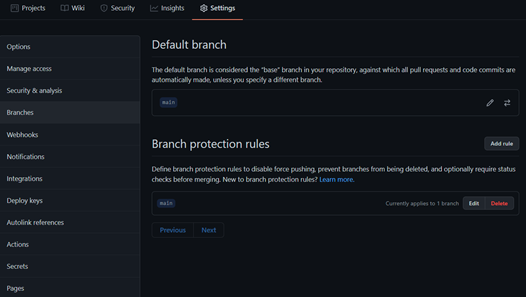 Projects Wiki Security Insights Settings
Options
Manage access
Security & analysis
Branches
Webhooks
Notifications
Integrations
Deploy keys
Autolink references
Actions
Secrets
Pages
Default branch
The default branch is considered the "base" branch in your repository, against which all pull requests and code commits are
automatically made, unless you specify a different branch.
main
Branch protection rules
Add rule
Define branch protection rules to disable force pushing, prevent branches from being deleted, and optionally require status
checks before merging. New to branch protection rules? Learn more.
main Currently applies to 1 branch Edit Delete
Previous Next